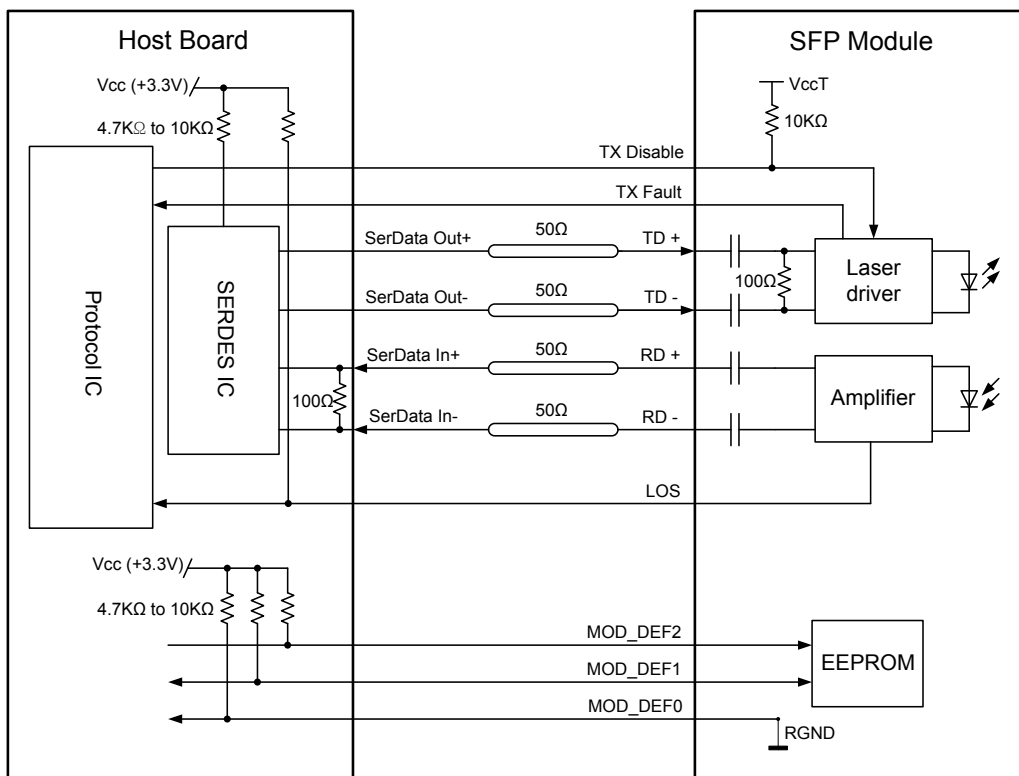 Host Board
SFP Module
Vcc (+3.3V)
4.7KΩ to 10KΩ
VccT
10KΩ
TX Disable
TX Fault
Protocol IC
SERDES IC
SerData Out+
50Ω
TD +
SerData Out-
50Ω
TD -
100Ω
Laser
driver
SerData In+
50Ω
RD +
100Ω
SerData In-
50Ω
RD -
Amplifier
LOS
Vcc (+3.3V)
4.7KΩ to 10KΩ
MOD_DEF2
MOD_DEF1
MOD_DEF0
EEPROM
RGND